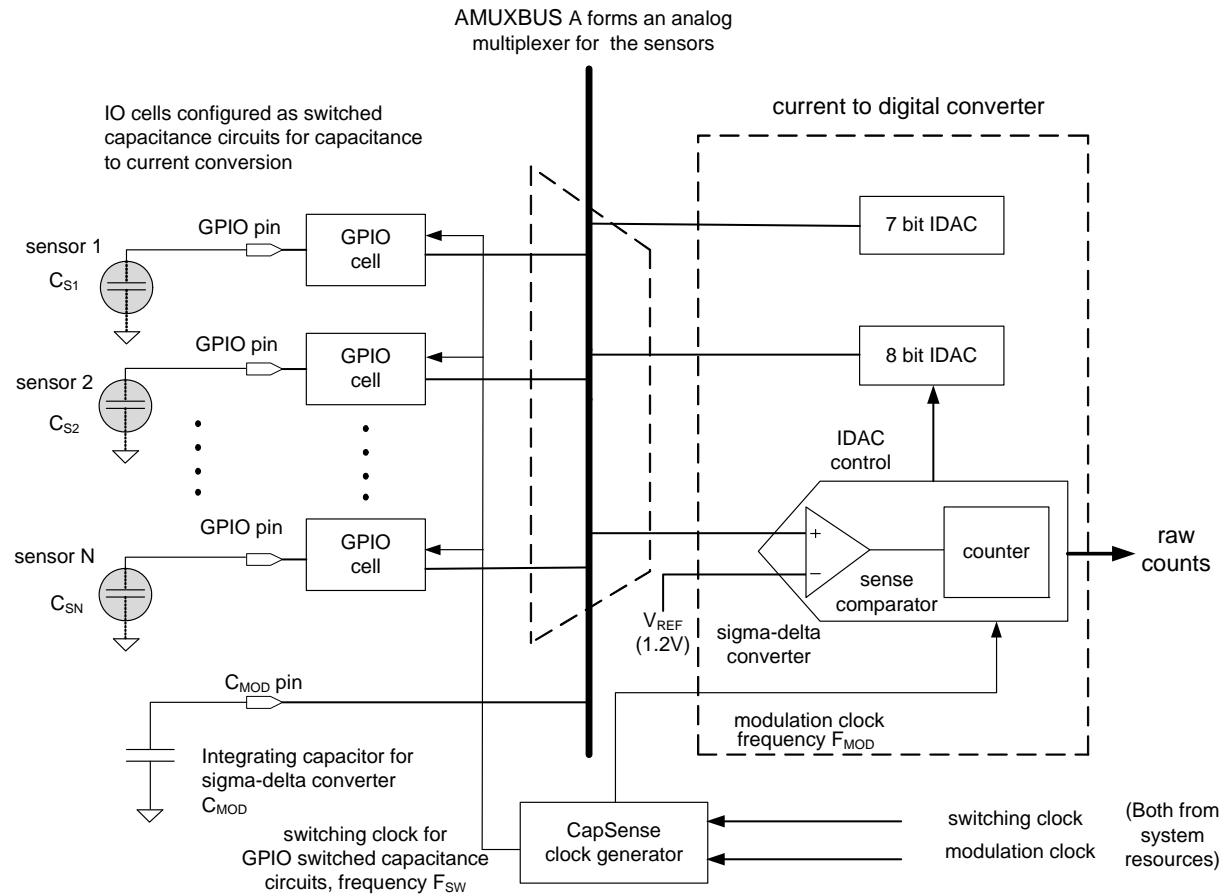 AMUXBUS A forms an analog
multiplexer for the sensors
IO cells configured as switched
capacitance circuits for capacitance
to current conversion
current to digital converter
sensor 1
CS1
GPIO pin
GPIO
cell
7 bit IDAC
sensor 2
CS2
GPIO pin
GPIO
cell
8 bit IDAC
IDAC
control
sensor N
CSN
GPIO pin
GPIO
cell
+
−
sense
comparator
counter
raw
counts
VREF
(1.2V)
sigma-delta
converter
CMOD pin
Integrating capacitor for
sigma-delta converter
CMOD
modulation clock
frequency FMOD
switching clock for
GPIO switched capacitance
circuits, frequency FSW
CapSense
clock generator
switching clock
modulation clock
(Both from
system
resources)